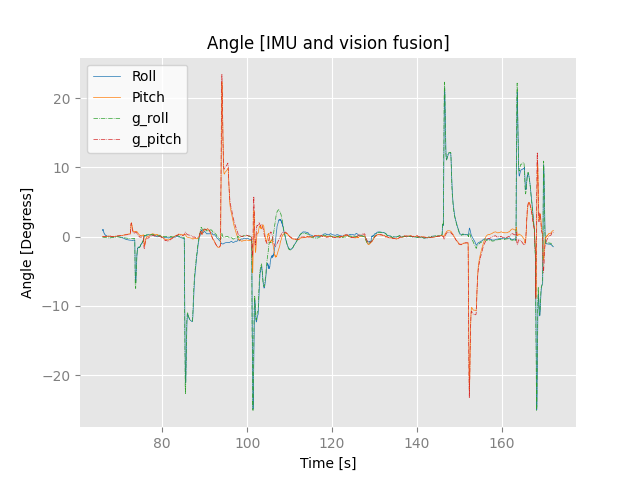 Angle [IMU and vision fusion]
Roll
Pitch
g_roll
g_pitch
20
10
0
−10
−20
Angle [Degress]
80
100
120
140
160
Time [s]